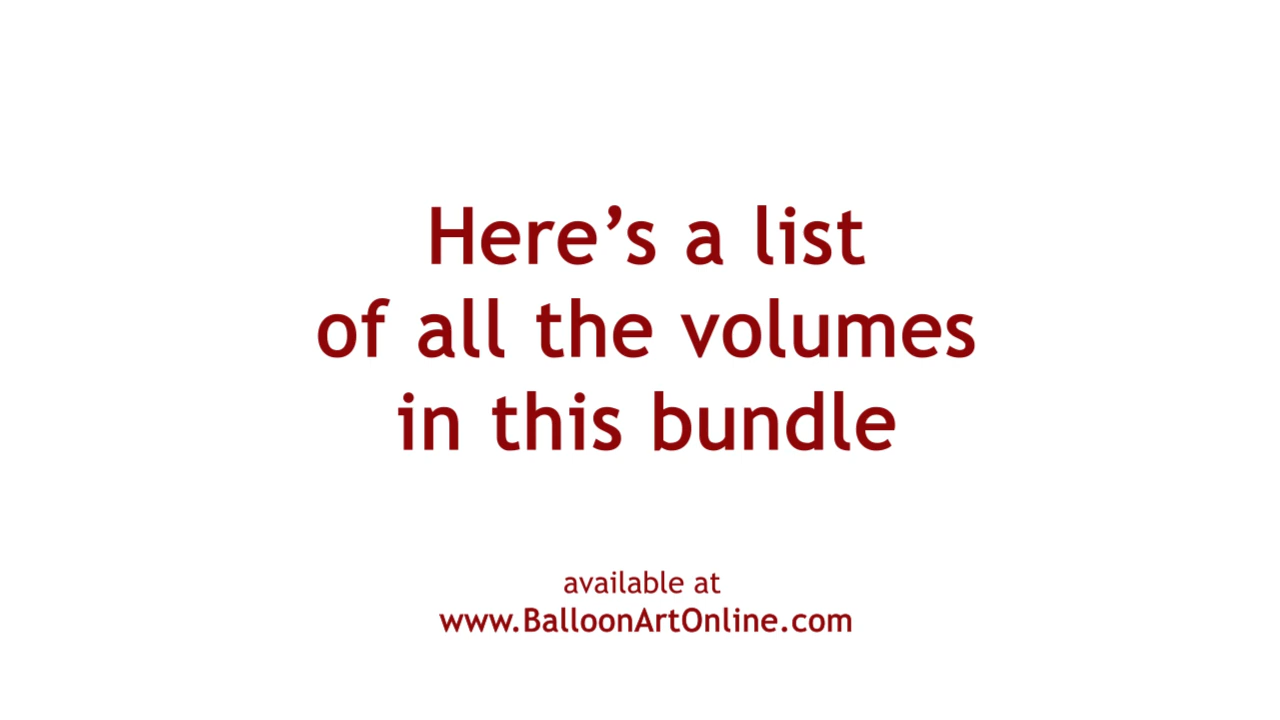 Here’s a list
of all the volumes
in this bundle
available at
www.BalloonArtOnline.com